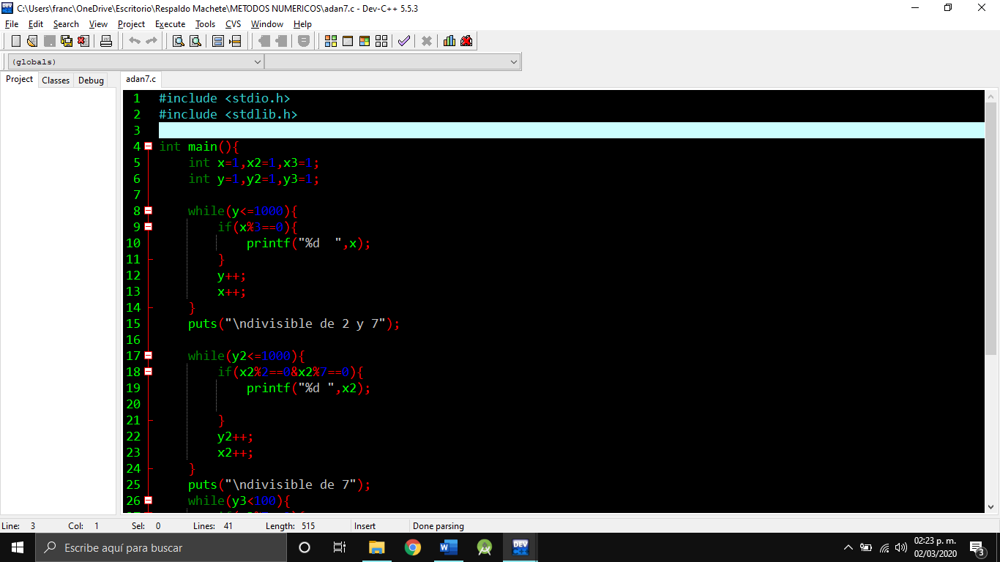 C:\Users\franc\OneDrive\Escritorio\Respaldo Machete\METODOS NUMERICOS\adan7.c - Dev-C++ 5.5.3
File Edit Search View Project Execute Tools CVS Window Help
(globals)
Project Classes Debug
adan7.c
1 #include <stdio.h>
2 #include <stdlib.h>
3
4 int main(){
5 int x=1,x2=1,x3=1;
6 int y=1,y2=1,y3=1;
7
8 while(y<=1000){
9 if(x%3==0){
10 printf("%d  ",x);
11 }
12 y++;
13 x++;
14 }
15 puts("\ndivisible de 2 y 7");
16
17 while(y2<=1000){
18 if(x2%2==0&x2%7==0){
19 printf("%d ",x2);
20
21 }
22 y2++;
23 x2++;
24 }
25 puts("\ndivisible de 7");
26 while(y3<100){
Line: 3 Col: 1 Sel: 0 Lines: 41 Length: 515 Insert Done parsing
Escribe aquí para buscar
DEV
02:23 p. m.
02/03/2020
3